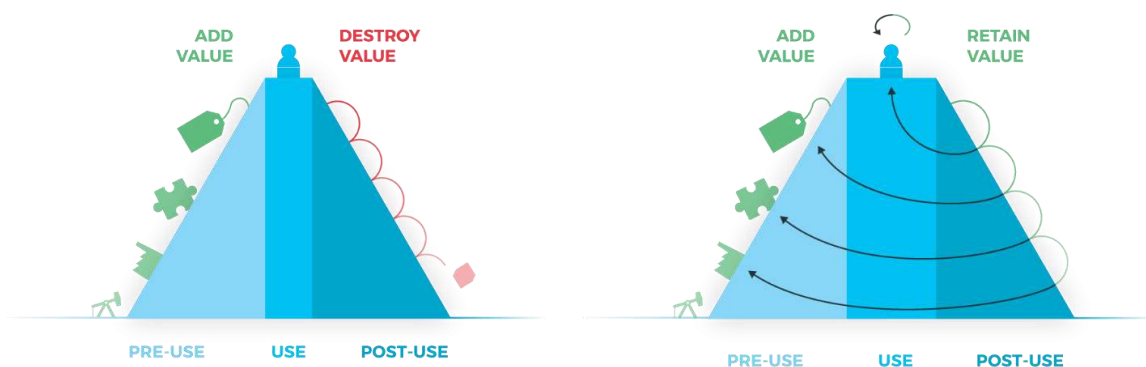 ADD
VALUE
DESTROY
VALUE
PRE-USE
USE
POST-USE
ADD
VALUE
RETAIN
VALUE
PRE-USE
USE
POST-USE